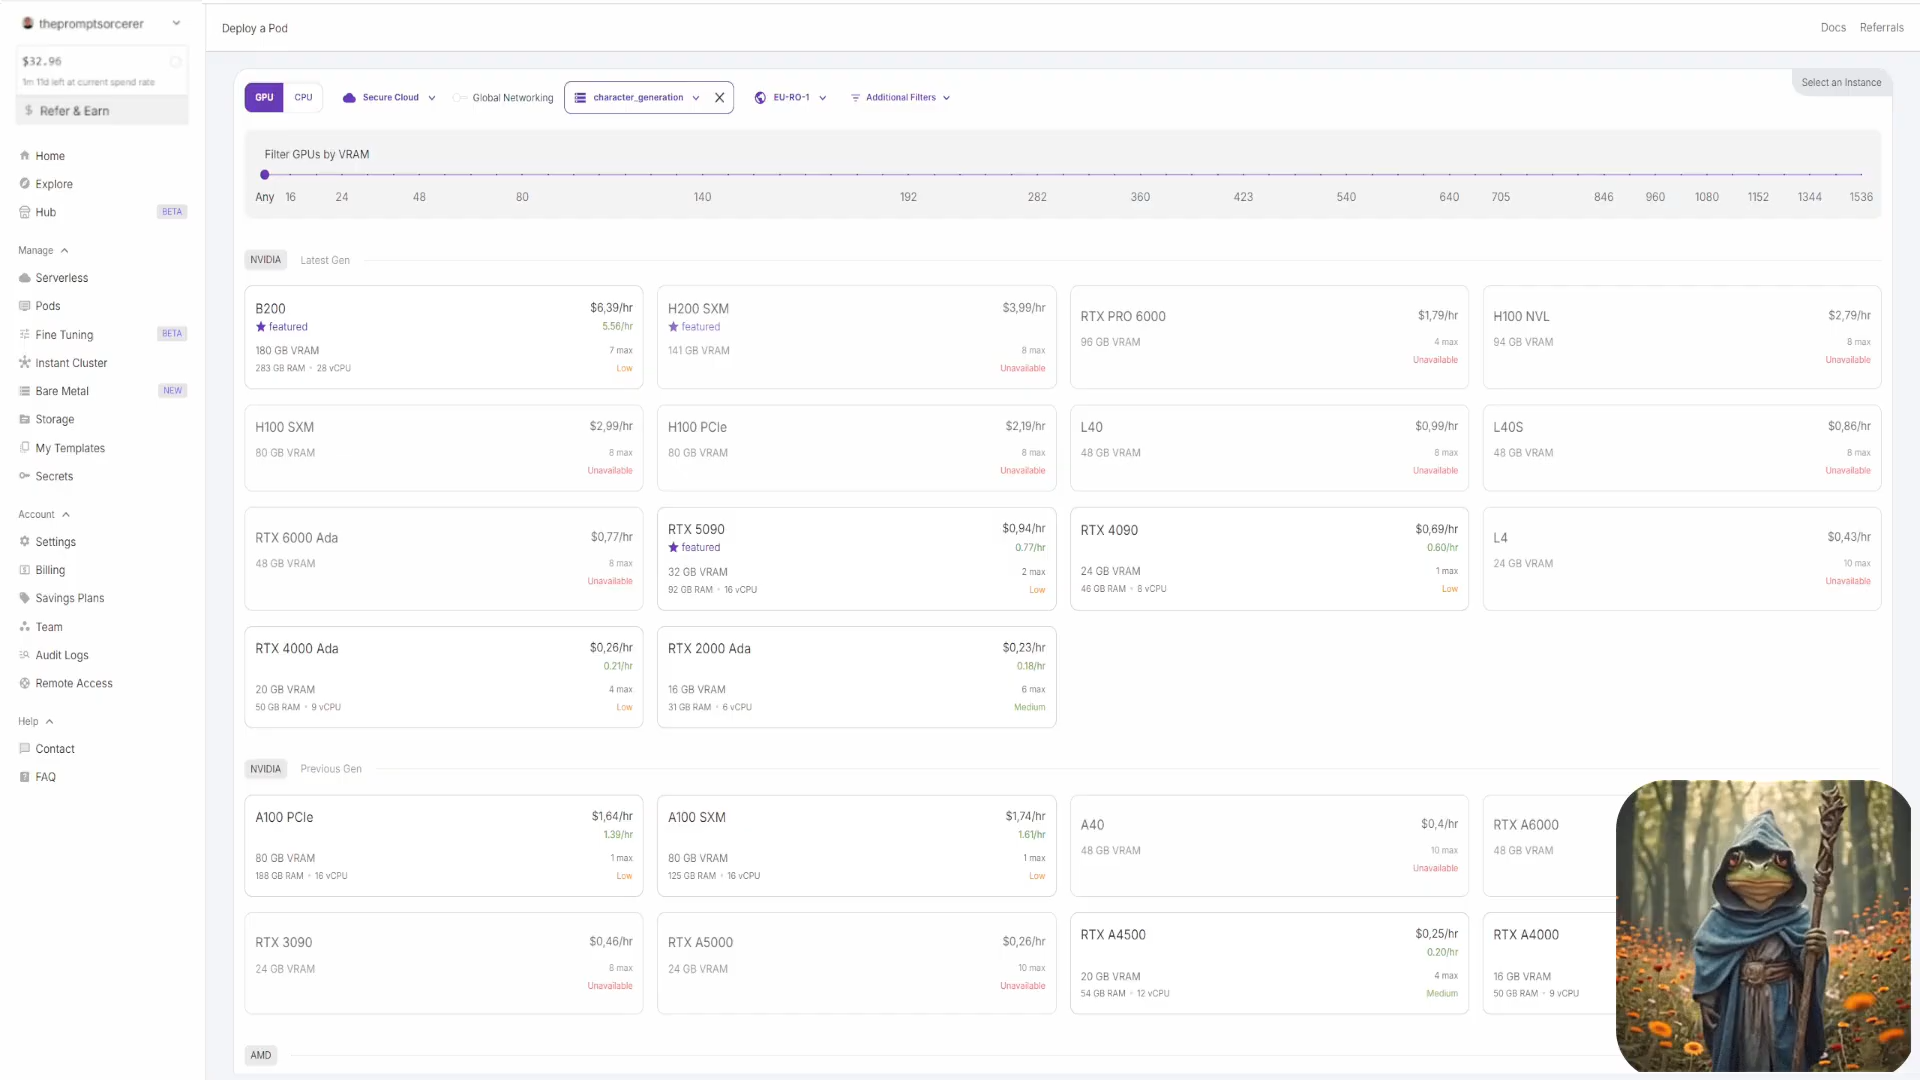 thepromptsorcerer
$32.96
1m 11d left at current spend rate
$ Refer & Earn
Home
Explore
Hub BETA
Manage
Serverless
Pods
Fine Tuning BETA
Instant Cluster
Bare Metal NEW
Storage
My Templates
Secrets
Account
Settings
Billing
Savings Plans
Team
Audit Logs
Remote Access
Help
Contact
FAQ
Deploy a Pod
Docs Referrals
Select an Instance
GPU CPU Secure Cloud Global Networking character_generation EU-RO-1 Additional Filters
Filter GPUs by VRAM
Any 16 24 48 80 140 192 282 360 423 540 640 705 846 960 1080 1152 1344 1536
NVIDIA Latest Gen
B200 $6,39/hr
featured 5.56/hr
180 GB VRAM 7 max
283 GB RAM • 28 vCPU Low
H200 SXM $3,99/hr
featured
141 GB VRAM 8 max
Unavailable
RTX PRO 6000 $1,79/hr
96 GB VRAM 4 max
Unavailable
H100 NVL $2,79/hr
94 GB VRAM 8 max
Unavailable
H100 SXM $2,99/hr
80 GB VRAM 8 max
Unavailable
H100 PCIe $2,19/hr
80 GB VRAM 8 max
Unavailable
L40 $0,99/hr
48 GB VRAM 8 max
Unavailable
L40S $0,86/hr
48 GB VRAM 8 max
Unavailable
RTX 6000 Ada $0,77/hr
48 GB VRAM 8 max
Unavailable
RTX 5090 $0,94/hr
featured 0.77/hr
32 GB VRAM 2 max
92 GB RAM • 16 vCPU Low
RTX 4090 $0,69/hr
0.60/hr
24 GB VRAM 1 max
46 GB RAM • 8 vCPU Low
L4 $0,43/hr
24 GB VRAM 10 max
Unavailable
RTX 4000 Ada $0,26/hr
0.21/hr
20 GB VRAM 4 max
50 GB RAM • 9 vCPU Low
RTX 2000 Ada $0,23/hr
0.18/hr
16 GB VRAM 6 max
31 GB RAM • 6 vCPU Medium
NVIDIA Previous Gen
A100 PCIe $1,64/hr
1.39/hr
80 GB VRAM 1 max
188 GB RAM • 16 vCPU Low
A100 SXM $1,74/hr
1.61/hr
80 GB VRAM 1 max
125 GB RAM • 16 vCPU Low
A40 $0,4/hr
48 GB VRAM 10 max
Unavailable
RTX A6000
48 GB VRAM
RTX 3090 $0,46/hr
24 GB VRAM 8 max
Unavailable
RTX A5000 $0,26/hr
24 GB VRAM 10 max
Unavailable
RTX A4500 $0,25/hr
0.20/hr
20 GB VRAM 4 max
54 GB RAM • 12 vCPU Medium
RTX A4000
16 GB VRAM
50 GB RAM • 9 vCPU
AMD